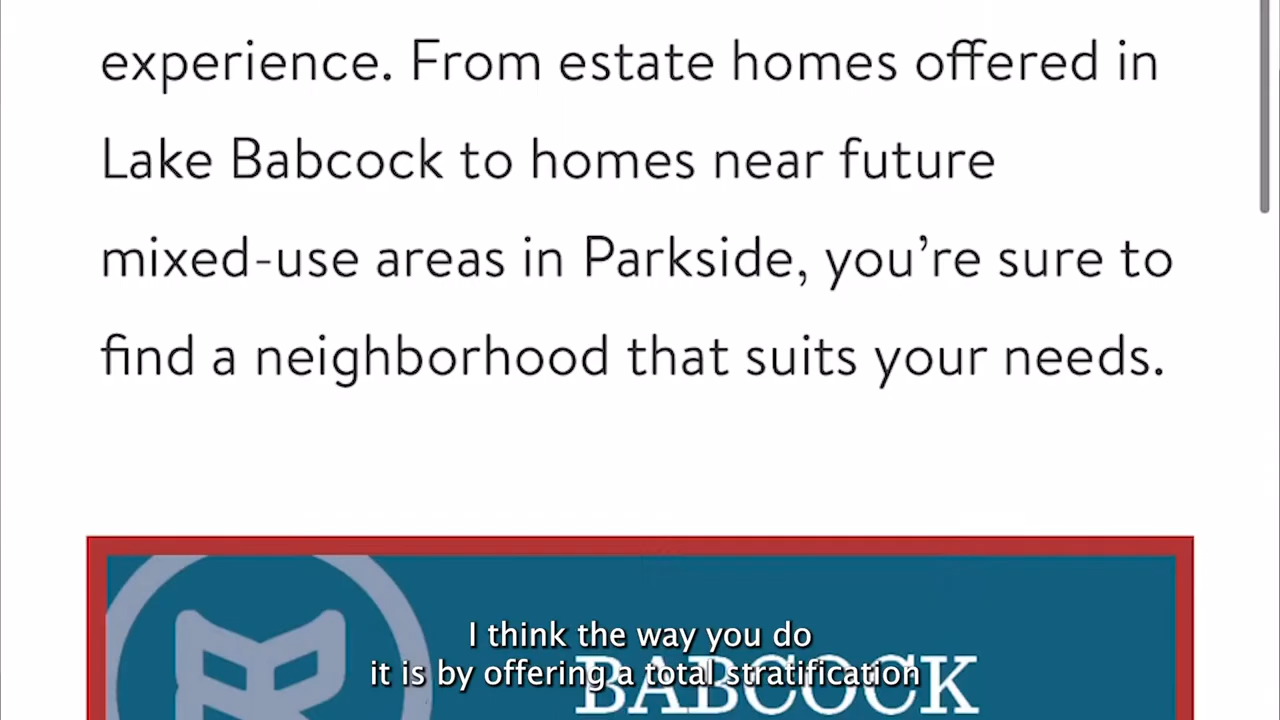 experience. From estate homes offered in
Lake Babcock to homes near future
mixed-use areas in Parkside, you’re sure to
find a neighborhood that suits your needs.
I think the way you do
it is by offering a total stratification
BABCOCK